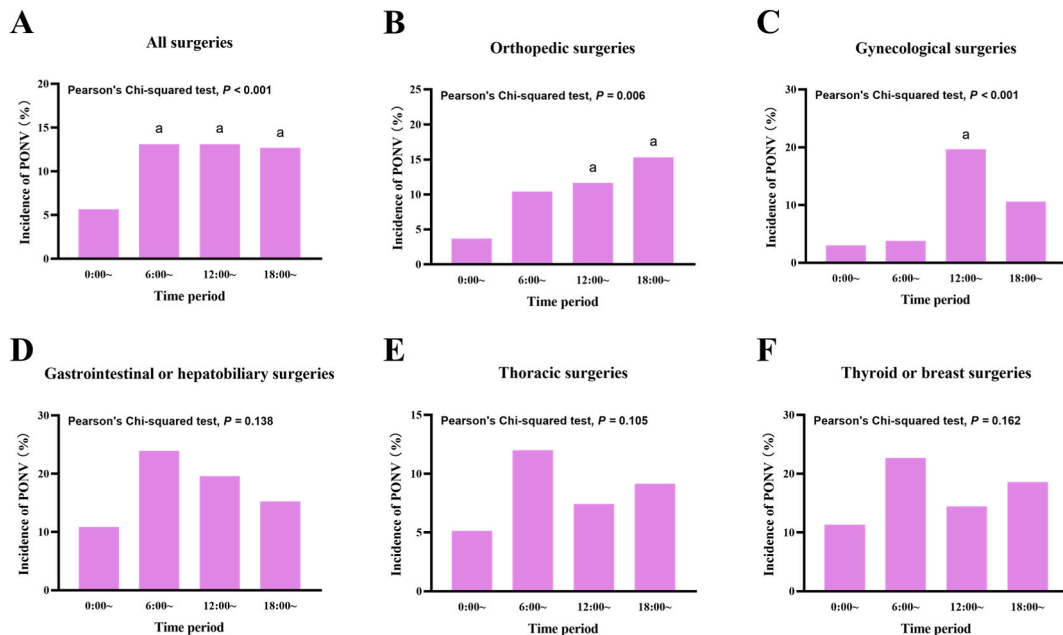 A
All surgeries
Pearson's Chi-squared test, P < 0.001
Incidence of PONV (%)
20
15
10
5
0
a
a
a
0:00~ 6:00~ 12:00~ 18:00~
Time period
B
Orthopedic surgeries
Pearson's Chi-squared test, P = 0.006
Incidence of PONV (%)
25
20
15
10
5
0
a
a
0:00~ 6:00~ 12:00~ 18:00~
Time period
C
Gynecological surgeries
Pearson's Chi-squared test, P < 0.001
Incidence of PONV (%)
30
20
10
0
a
0:00~ 6:00~ 12:00~ 18:00~
Time period
D
Gastrointestinal or hepatobiliary surgeries
Pearson's Chi-squared test, P = 0.138
Incidence of PONV (%)
30
20
10
0
0:00~ 6:00~ 12:00~ 18:00~
Time period
E
Thoracic surgeries
Pearson's Chi-squared test, P = 0.105
Incidence of PONV (%)
15
10
5
0
0:00~ 6:00~ 12:00~ 18:00~
Time period
F
Thyroid or breast surgeries
Pearson's Chi-squared test, P = 0.162
Incidence of PONV (%)
30
20
10
0
0:00~ 6:00~ 12:00~ 18:00~
Time period